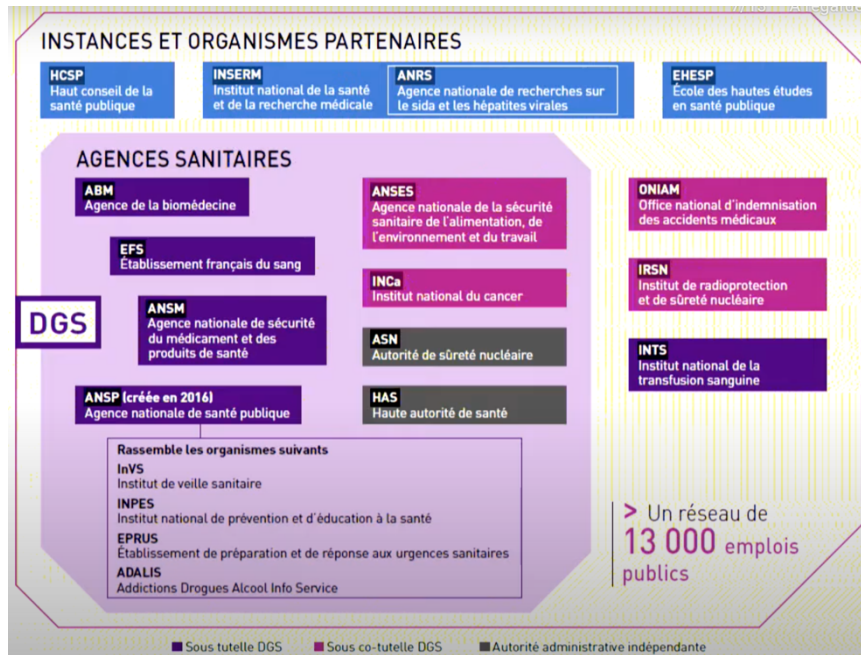 INSTANCES ET ORGANISMES PARTENAIRES
HCSP
Haut conseil de la
santé publique
INSERM
Institut national de la santé
et de la recherche médicale
ANRS
Agence nationale de recherches sur
le sida et les hépatites virales
EHESP
École des hautes études
en santé publique
AGENCES SANITAIRES
ABM
Agence de la biomédecine
EFS
Établissement français du sang
DGS
ANSM
Agence nationale de sécurité
du médicament et des
produits de santé
ANSP (créée en 2016)
Agence nationale de santé publique
Rassemble les organismes suivants
InVS
Institut de veille sanitaire
INPES
Institut national de prévention et d'éducation à la santé
EPRUS
Établissement de préparation et de réponse aux urgences sanitaires
ADALIS
Addictions Drogues Alcool Info Service
ANSES
Agence nationale de la sécurité
sanitaire de l'alimentation, de
l'environnement et du travail
INCa
Institut national du cancer
ASN
Autorité de sûreté nucléaire
HAS
Haute autorité de santé
ONIAM
Office national d'indemnisation
des accidents médicaux
IRSN
Institut de radioprotection
et de sûreté nucléaire
INTS
Institut national de la
transfusion sanguine
> Un réseau de
13 000 emplois
publics
Sous tutelle DGS
Sous co-tutelle DGS
Autorité administrative indépendante